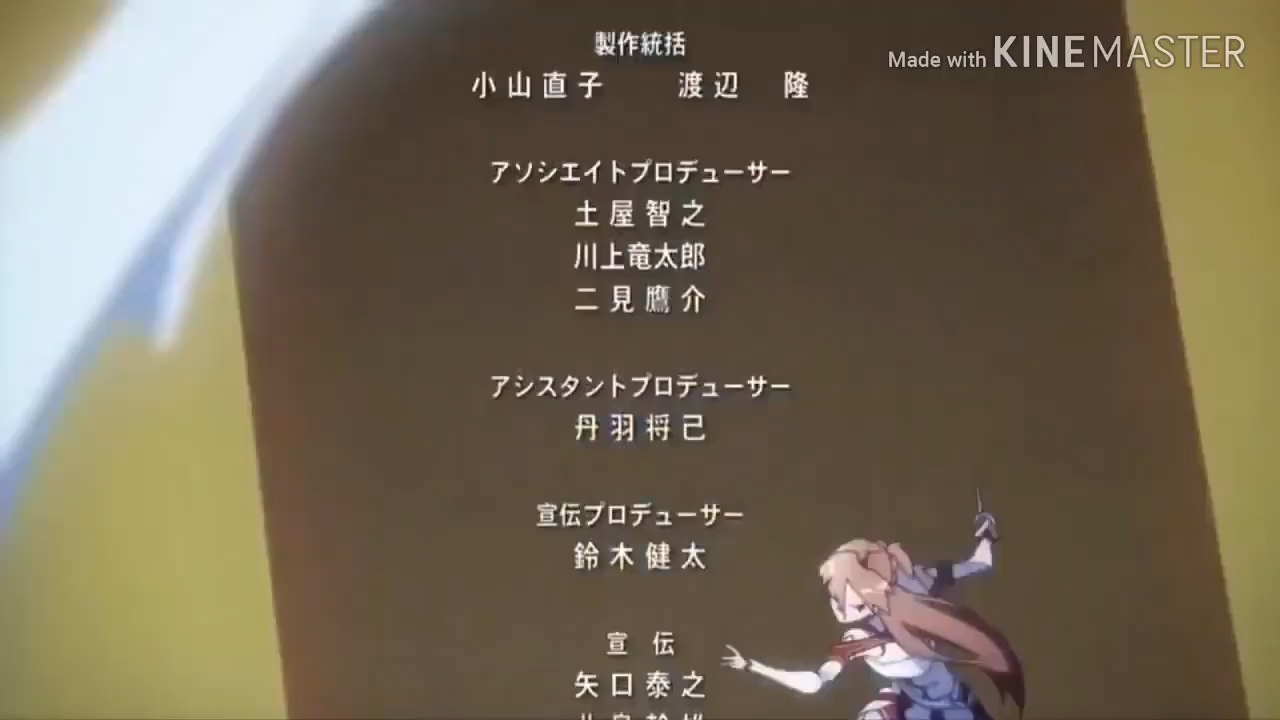 製作統括
Made with KINEMASTER
小山直子 渡辺 隆
アソシエイトプロデューサー
土屋智之
川上竜太郎
二見鷹介
アシスタントプロデューサー
丹羽将己
宣伝プロデューサー
鈴木健太
宣 伝
矢口泰之